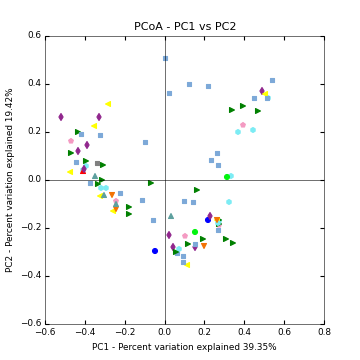 PCoA - PC1 vs PC2
0.6
0.4
0.2
0.0
−0.2
−0.4
−0.6
PC2 - Percent variation explained 19.42%
−0.6 −0.4 −0.2 0.0 0.2 0.4 0.6 0.8
PC1 - Percent variation explained 39.35%